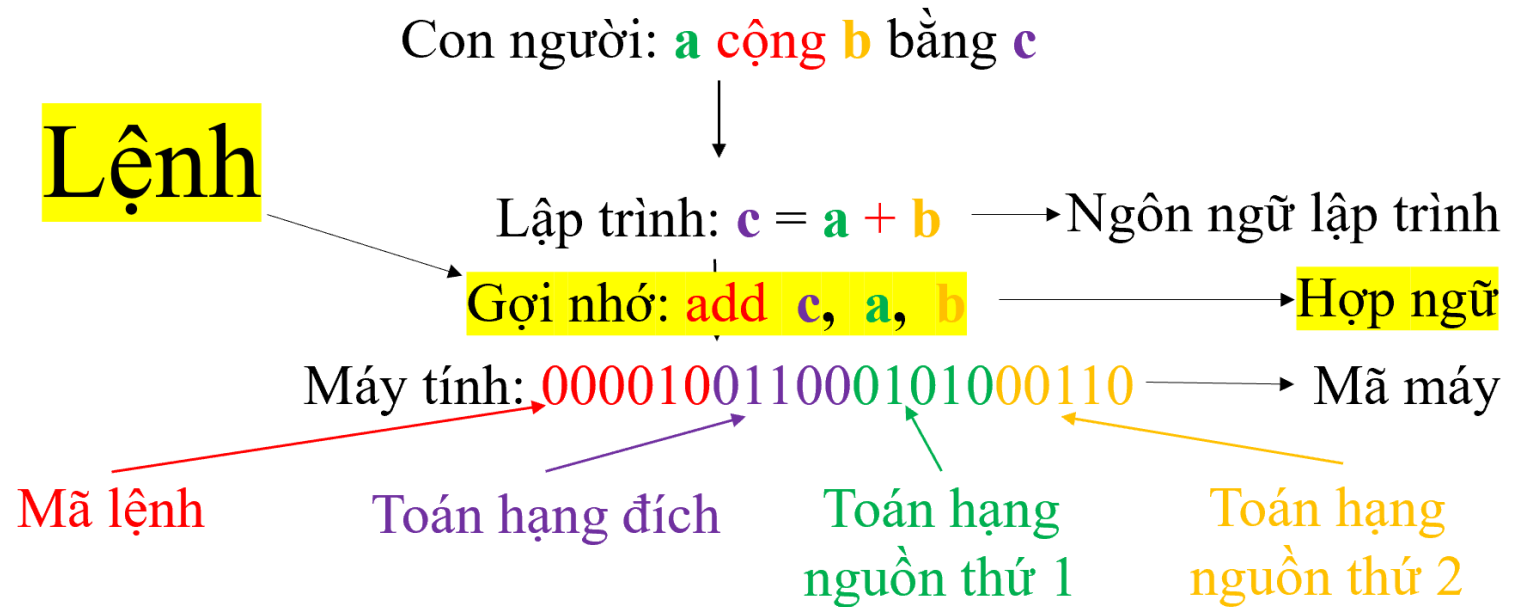 Con người: a cộng b bằng c
Lệnh
Lập trình: c = a + b
Ngôn ngữ lập trình
Gợi nhớ: add c, a, b
Hợp ngữ
Máy tính: 000010011000101000110
Mã máy
Mã lệnh
Toán hạng đích
Toán hạng
nguồn thứ 1
Toán hạng
nguồn thứ 2